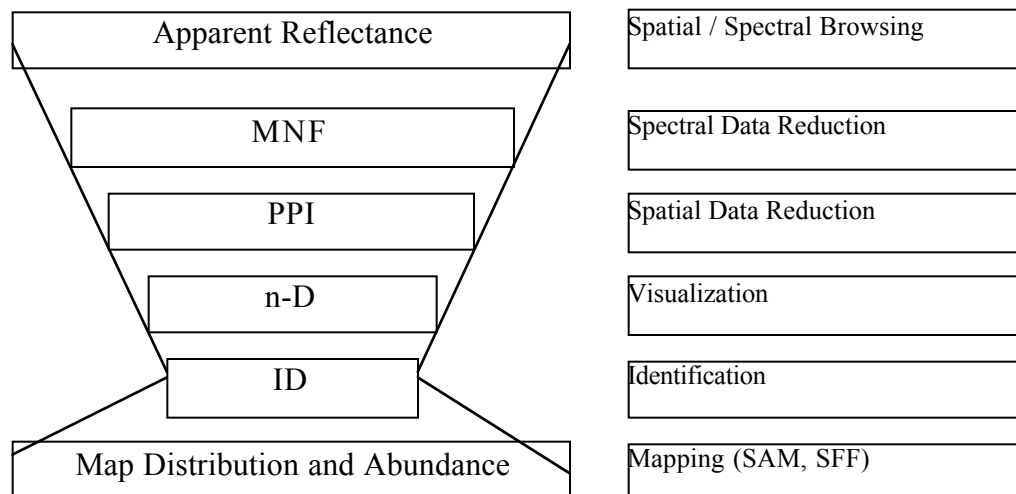 Apparent Reflectance
Spatial / Spectral Browsing
MNF
Spectral Data Reduction
PPI
Spatial Data Reduction
n-D
Visualization
ID
Identification
Map Distribution and Abundance
Mapping (SAM, SFF)